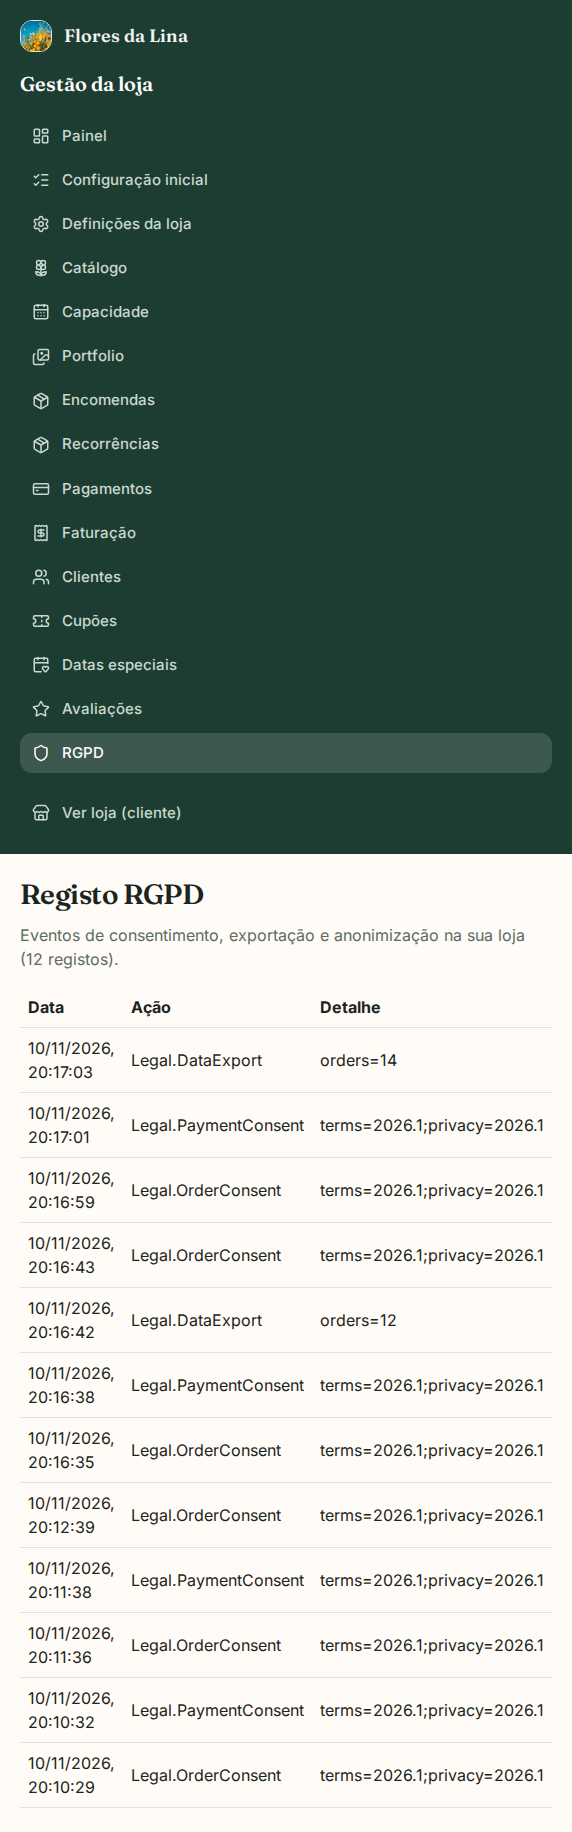 Flores da Lina
Gestão da loja
Painel
Configuração inicial
Definições da loja
Catálogo
Capacidade
Portfolio
Encomendas
Recorrências
Pagamentos
Faturação
Clientes
Cupões
Datas especiais
Avaliações
RGPD
Ver loja (cliente)
Registo RGPD
Eventos de consentimento, exportação e anonimização na sua loja
(12 registos).
Data Ação Detalhe
10/11/2026,
20:17:03 Legal.DataExport orders=14
10/11/2026,
20:17:01 Legal.PaymentConsent terms=2026.1;privacy=2026.1
10/11/2026,
20:16:59 Legal.OrderConsent terms=2026.1;privacy=2026.1
10/11/2026,
20:16:43 Legal.OrderConsent terms=2026.1;privacy=2026.1
10/11/2026,
20:16:42 Legal.DataExport orders=12
10/11/2026,
20:16:38 Legal.PaymentConsent terms=2026.1;privacy=2026.1
10/11/2026,
20:16:35 Legal.OrderConsent terms=2026.1;privacy=2026.1
10/11/2026,
20:12:39 Legal.OrderConsent terms=2026.1;privacy=2026.1
10/11/2026,
20:11:38 Legal.PaymentConsent terms=2026.1;privacy=2026.1
10/11/2026,
20:11:36 Legal.OrderConsent terms=2026.1;privacy=2026.1
10/11/2026,
20:10:32 Legal.PaymentConsent terms=2026.1;privacy=2026.1
10/11/2026,
20:10:29 Legal.OrderConsent terms=2026.1;privacy=2026.1